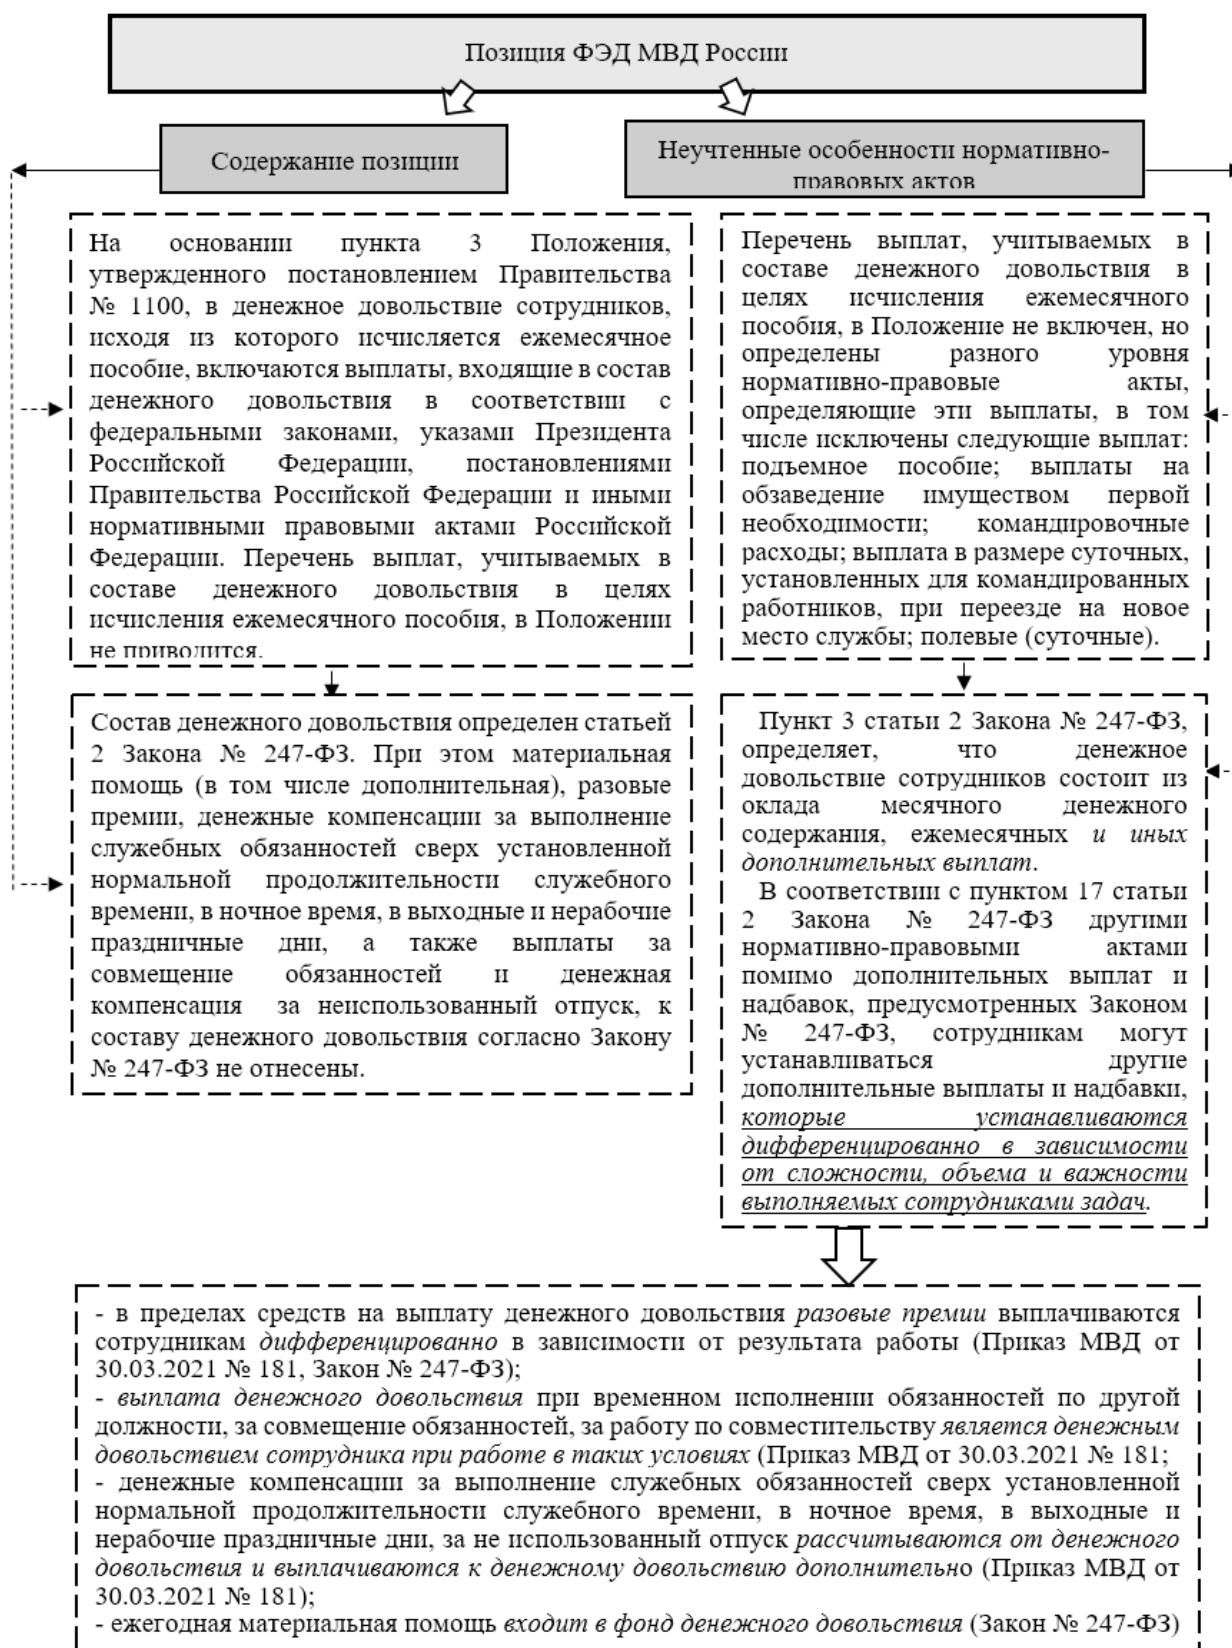 Позиция ФЭД МВД России
Содержание позиции
Неучтенные особенности нормативно-
правовых актов
На основании пункта 3 Положения,
утвержденного постановлением Правительства
№ 1100, в денежное довольствие сотрудников,
исходя из которого исчисляется ежемесячное
пособие, включаются выплаты, входящие в состав
денежного довольствия в соответствии с
федеральными законами, указами Президента
Российской Федерации, постановлениями
Правительства Российской Федерации и иными
нормативными правовыми актами Российской
Федерации. Перечень выплат, учитываемых в
составе денежного довольствия в целях
исчисления ежемесячного пособия, в Положении
не приводится.
Состав денежного довольствия определен статьей
2 Закона № 247-ФЗ. При этом материальная
помощь (в том числе дополнительная), разовые
премии, денежные компенсации за выполнение
служебных обязанностей сверх установленной
нормальной продолжительности служебного
времени, в ночное время, в выходные и нерабочие
праздничные дни, а также выплаты за
совмещение обязанностей и денежная
компенсация за неиспользованный отпуск, к
составу денежного довольствия согласно Закону
№ 247-ФЗ не отнесены.
Перечень выплат, учитываемых в
составе денежного довольствия в
целях исчисления ежемесячного
пособия, в Положение не включен, но
определены разного уровня
нормативно-правовые акты,
определяющие эти выплаты, в том
числе исключены следующие выплат:
подъемное пособие; выплаты на
обзаведение имуществом первой
необходимости; командировочные
расходы; выплата в размере суточных,
установленных для командированных
работников, при переезде на новое
место службы; полевые (суточные).
Пункт 3 статьи 2 Закона № 247-ФЗ,
определяет, что денежное
довольствие сотрудников состоит из
оклада месячного денежного
содержания, ежемесячных и иных
дополнительных выплат.
В соответствии с пунктом 17 статьи
2 Закона № 247-ФЗ другими
нормативно-правовыми актами
помимо дополнительных выплат и
надбавок, предусмотренных Законом
№ 247-ФЗ, сотрудникам могут
устанавливаться другие
дополнительные выплаты и надбавки,
которые устанавливаются
дифференцированно в зависимости
от сложности, объема и важности
выполняемых сотрудниками задач.
- в пределах средств на выплату денежного довольствия разовые премии выплачиваются
сотрудникам дифференцированно в зависимости от результата работы (Приказ МВД от
30.03.2021 № 181, Закон № 247-ФЗ);
- выплата денежного довольствия при временном исполнении обязанностей по другой
должности, за совмещение обязанностей, за работу по совместительству является денежным
довольствием сотрудника при работе в таких условиях (Приказ МВД от 30.03.2021 № 181;
- денежные компенсации за выполнение служебных обязанностей сверх установленной
нормальной продолжительности служебного времени, в ночное время, в выходные и
нерабочие праздничные дни, за не использованный отпуск рассчитываются от денежного
довольствия и выплачиваются к денежному довольствию дополнительно (Приказ МВД от
30.03.2021 № 181);
- ежегодная материальная помощь входит в фонд денежного довольствия (Закон № 247-ФЗ)